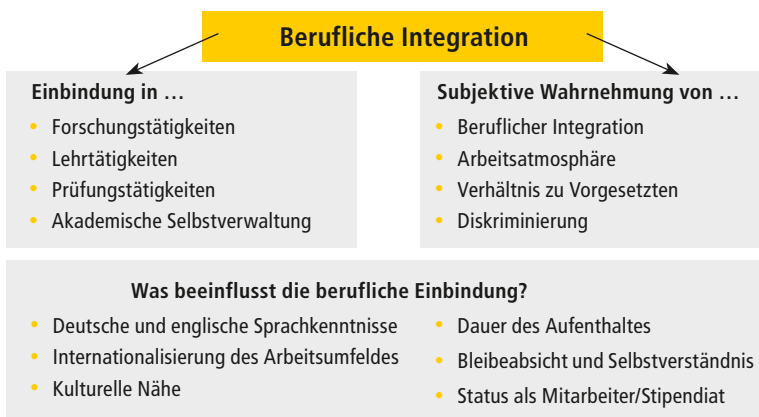 Berufliche Integration
Einbindung in …
• Forschungstätigkeiten
• Lehrtätigkeiten
• Prüfungstätigkeiten
• Akademische Selbstverwaltung
Subjektive Wahrnehmung von …
• Beruflicher Integration
• Arbeitsatmosphäre
• Verhältnis zu Vorgesetzten
• Diskriminierung
Was beeinflusst die berufliche Einbindung?
• Deutsche und englische Sprachkenntnisse
• Internationalisierung des Arbeitsumfeldes
• Kulturelle Nähe
• Dauer des Aufenthaltes
• Bleibeabsicht und Selbstverständnis
• Status als Mitarbeiter/Stipendiat